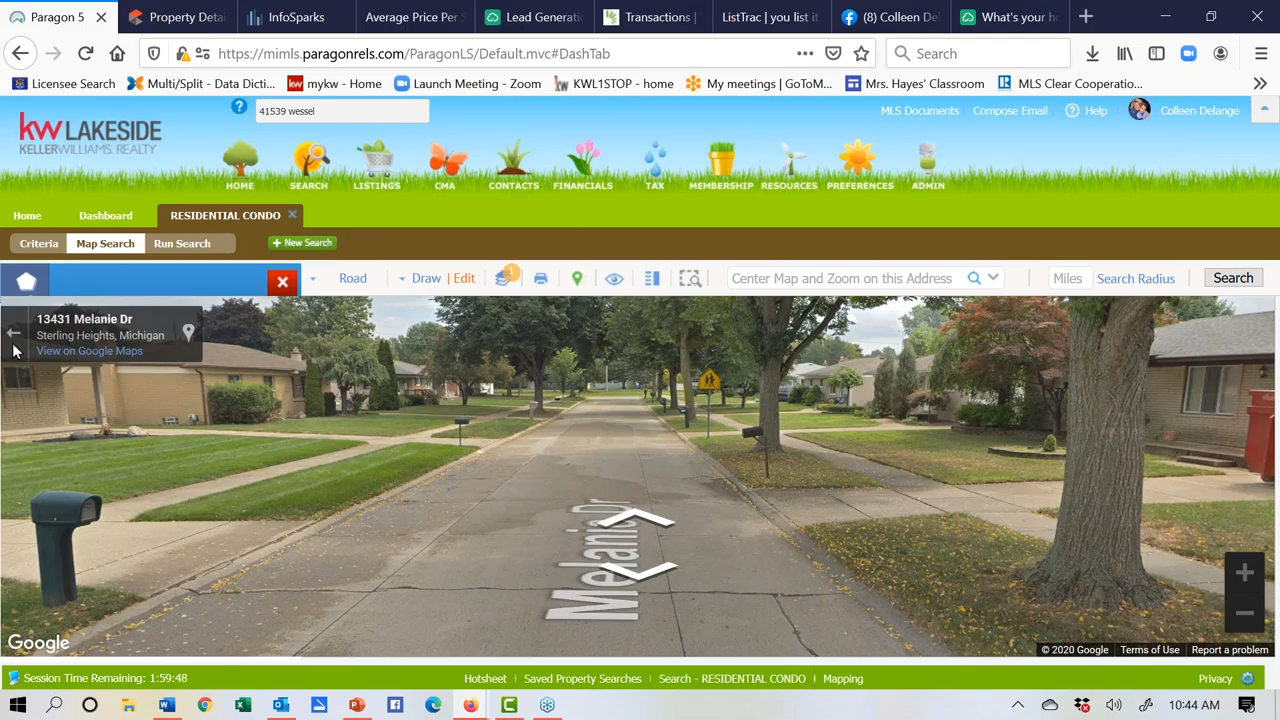 Paragon 5
Property Detai
InfoSparks
Average Price Per S
Lead Generatio
Transactions |
ListTrac | you list it.
(8) Colleen Del
What's your ho
https://mimls.paragonrels.com/ParagonLS/Default.mvc#DashTab
Search
Licensee Search
Multi/Split - Data Dicti...
mykw - Home
Launch Meeting - Zoom
KWL1STOP - home
My meetings | GoToM...
Mrs. Hayes' Classroom
MLS Clear Cooperatio...
kw LAKESIDE
KELLERWILLIAMS. REALTY
41539 wessel
MLS Documents
Compose Email
Help
Colleen Delange
HOME
SEARCH
LISTINGS
CMA
CONTACTS
FINANCIALS
TAX
MEMBERSHIP
RESOURCES
PREFERENCES
ADMIN
Home
Dashboard
RESIDENTIAL CONDO
Criteria
Map Search
Run Search
+ New Search
Road
Draw | Edit
1
Center Map and Zoom on this Address
Miles
Search Radius
Search
13431 Melanie Dr
Sterling Heights, Michigan
View on Google Maps
Melanie Dr
Google
© 2020 Google
Terms of Use
Report a problem
Session Time Remaining: 1:59:48
Hotsheet
Saved Property Searches
Search - RESIDENTIAL CONDO
Mapping
Privacy
10:44 AM